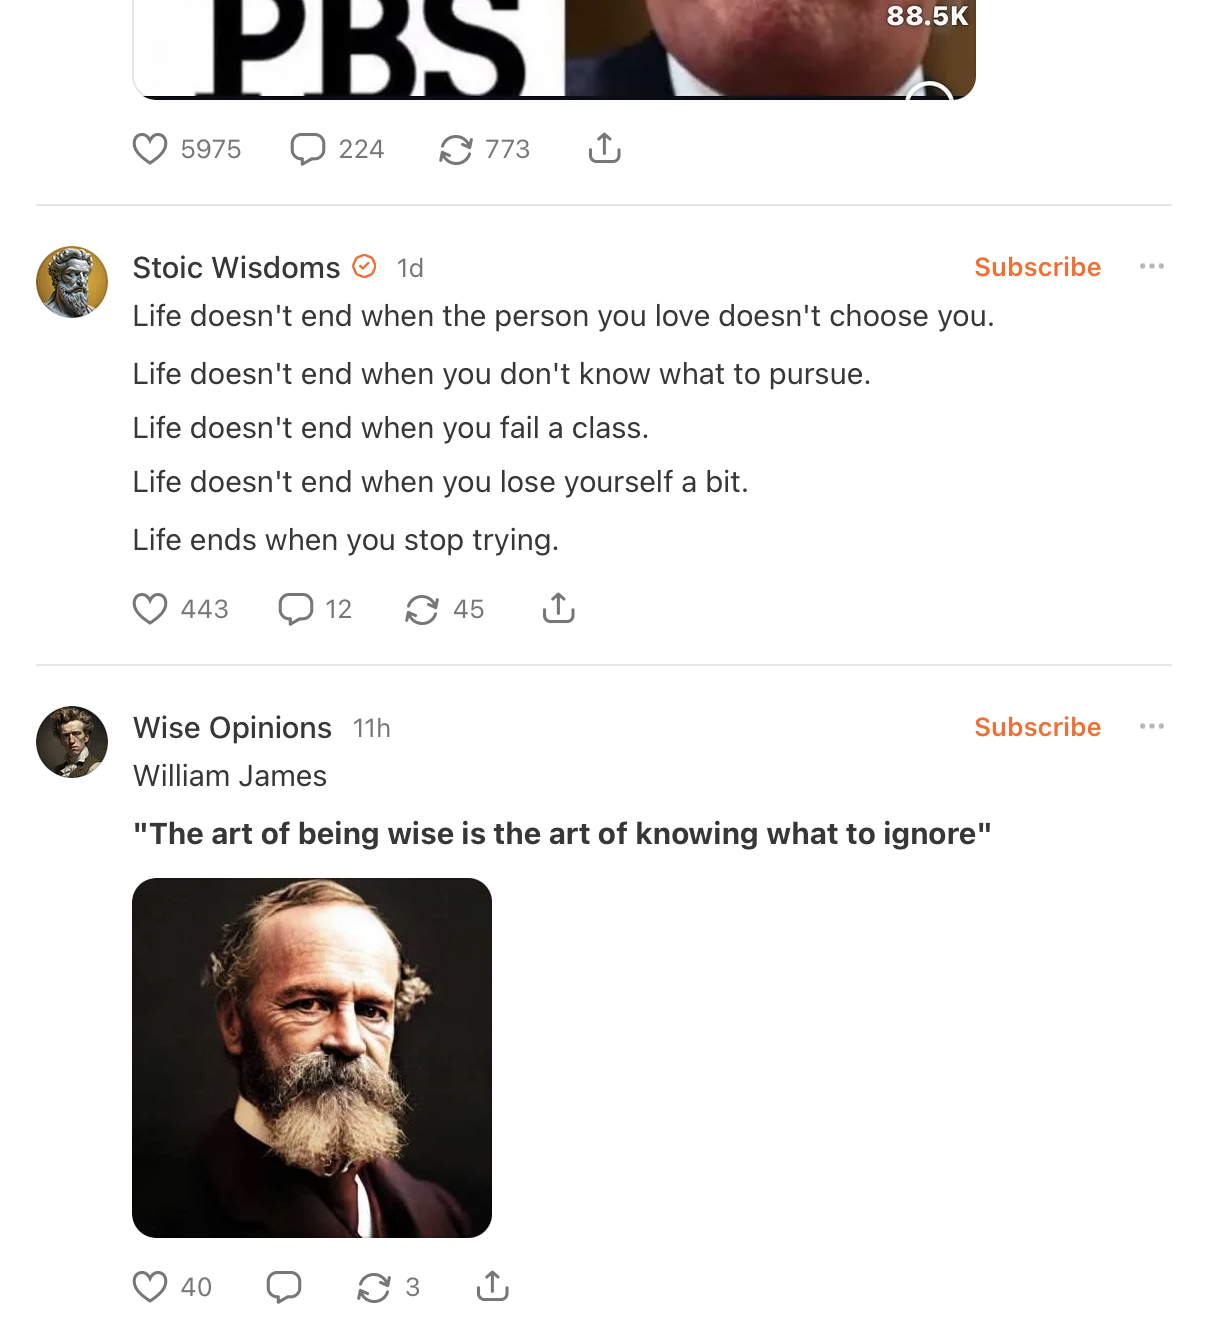 PBS
88.5K
5975 224 773
Stoic Wisdoms 1d Subscribe
Life doesn't end when the person you love doesn't choose you.
Life doesn't end when you don't know what to pursue.
Life doesn't end when you fail a class.
Life doesn't end when you lose yourself a bit.
Life ends when you stop trying.
443 12 45
Wise Opinions 11h Subscribe
William James
"The art of being wise is the art of knowing what to ignore"
40 3